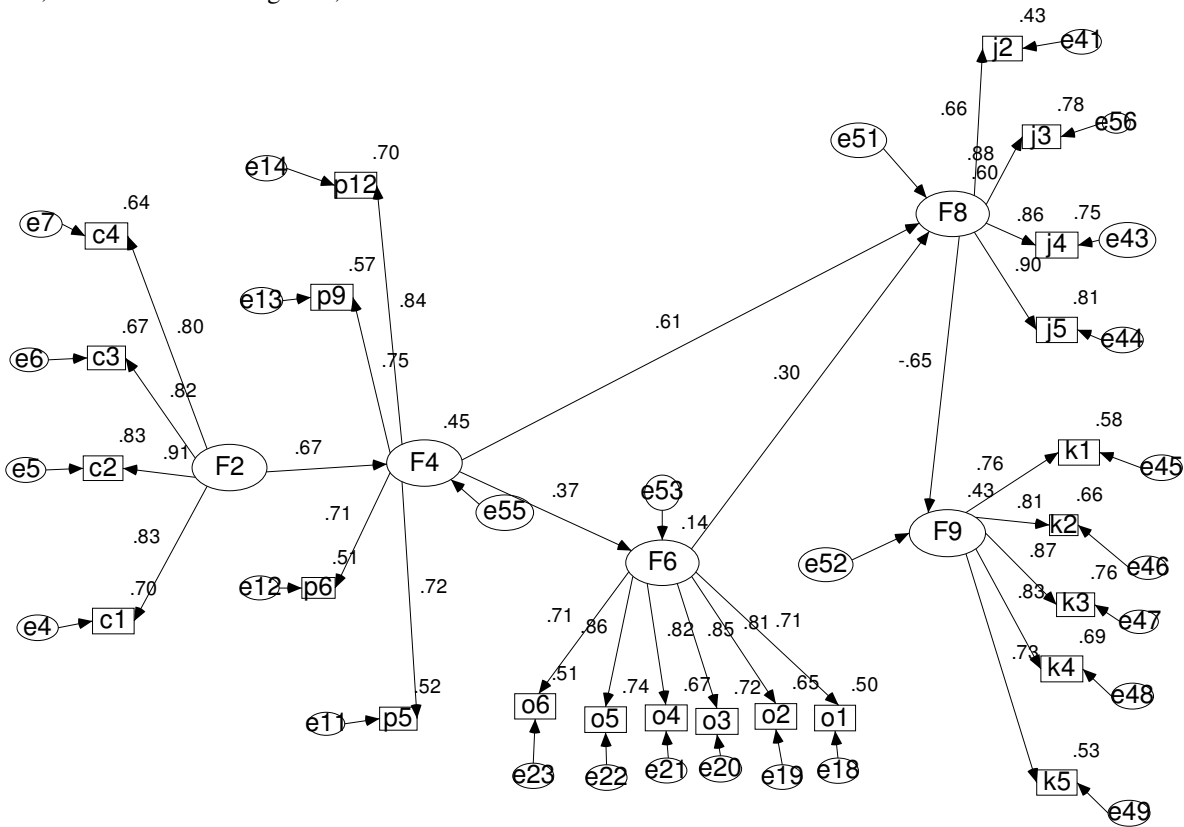 .43
j2
e41
.66
.78
j3
e56
.88
.60
e51
F8
.86
.75
j4
e43
.90
.81
j5
e44
e14
.70
p12
.64
e7
c4
.57
e13
p9
.84
.80
.67
e6
c3
.75
.82
.61
.30
-.65
.83
e5
c2
.91
F2
.67
.45
F4
.37
e55
e53
.14
F6
.58
k1
e45
.76
.43
.81
.66
k2
e46
F9
e52
.87
.76
k3
e47
.83
.69
k4
e48
.73
.53
k5
e49
.83
.70
e4
c1
.71
.51
e12
p6
.72
.52
e11
p5
.71
.86
.82
.85
.81
.71
.51
.74
.67
.72
.65
.50
o6
o5
o4
o3
o2
o1
e23
e22
e21
e20
e19
e18